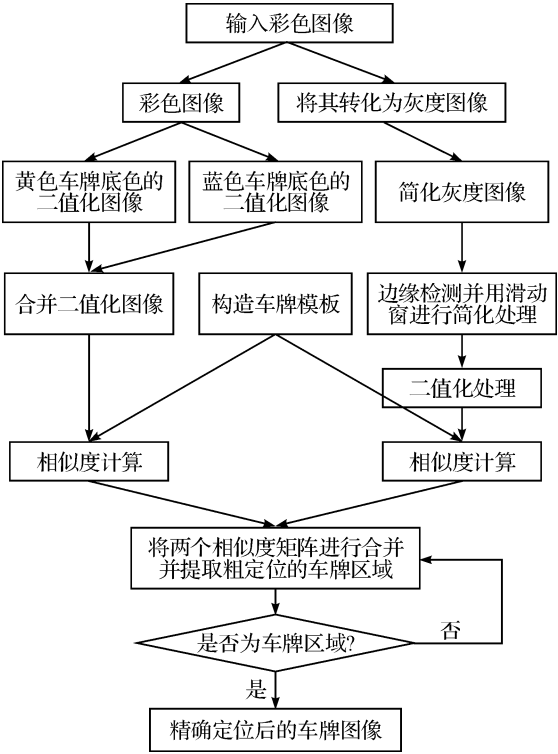 输入彩色图像
彩色图像
将其转化为灰度图像
黄色车牌底色的
二值化图像
蓝色车牌底色的
二值化图像
简化灰度图像
合并二值化图像
构造车牌模板
边缘检测并用滑动
窗进行简化处理
二值化处理
相似度计算
相似度计算
将两个相似度矩阵进行合并
并提取粗定位的车牌区域
是否为车牌区域?
否
是
精确定位后的车牌图像